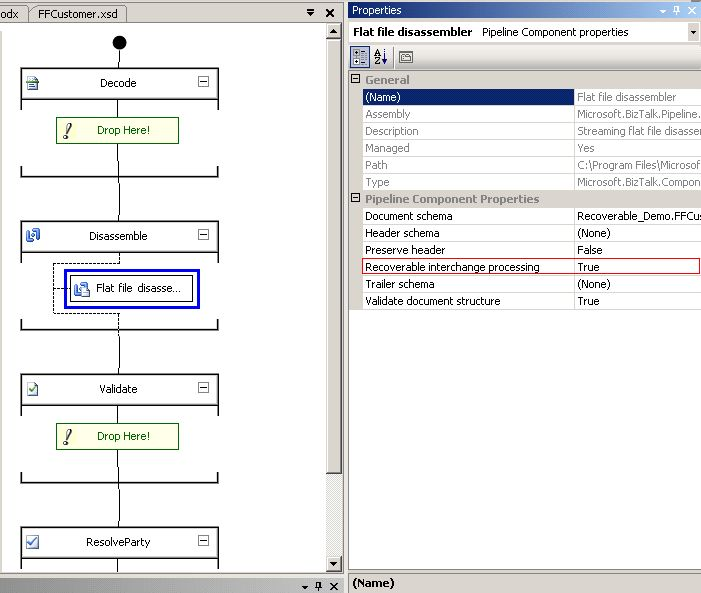 odx
FFCustomer.xsd
Decode
Drop Here!
Disassemble
Flat file disasse...
Validate
Drop Here!
ResolveParty
Properties
Flat file disassembler Pipeline Component properties
General
(Name) Flat file disassembler
Assembly Microsoft.BizTalk.Pipeline.
Description Streaming flat file disasse
Managed Yes
Path C:\Program Files\Microsof
Type Microsoft.BizTalk.Compon
Pipeline Component Properties
Document schema Recoverable_Demo.FFCus
Header schema (None)
Preserve header False
Recoverable interchange processing True
Trailer schema (None)
Validate document structure True
(Name)